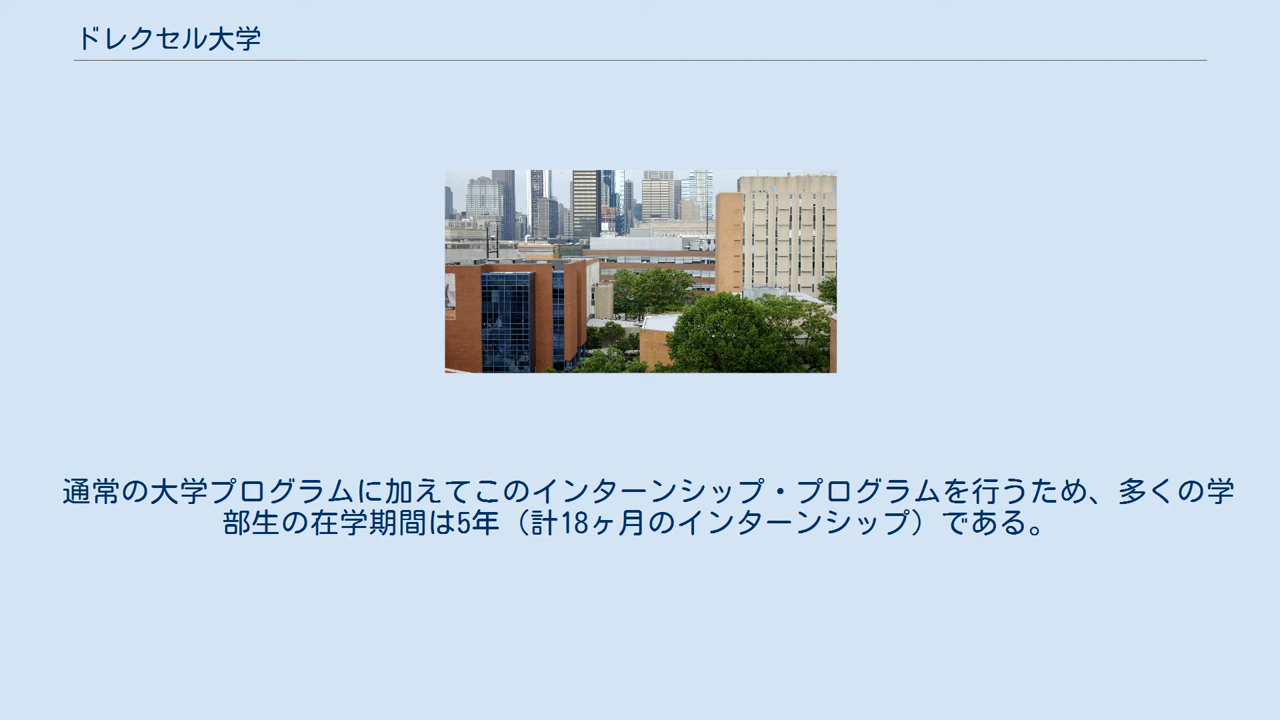 ドレクセル大学
通常の大学プログラムに加えてこのインターンシップ・プログラムを行うため、多くの学
部生の在学期間は5年（計18ヶ月のインターンシップ）である。